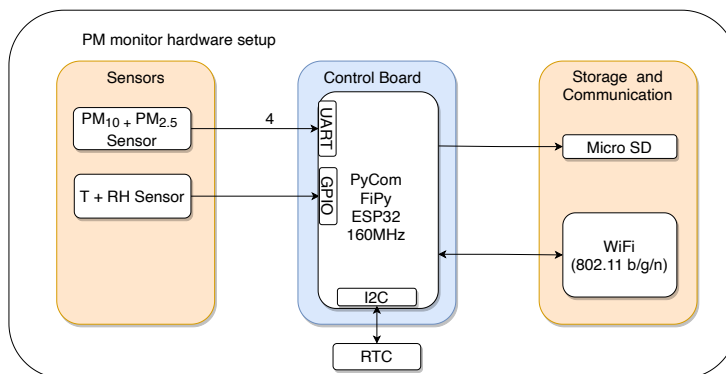 PM monitor hardware setup
Sensors
PM10 + PM2.5
Sensor
4
T + RH Sensor
Control Board
UART
GPIO
PyCom
FiPy
ESP32
160MHz
I2C
RTC
Storage and
Communication
Micro SD
WiFi
(802.11 b/g/n)